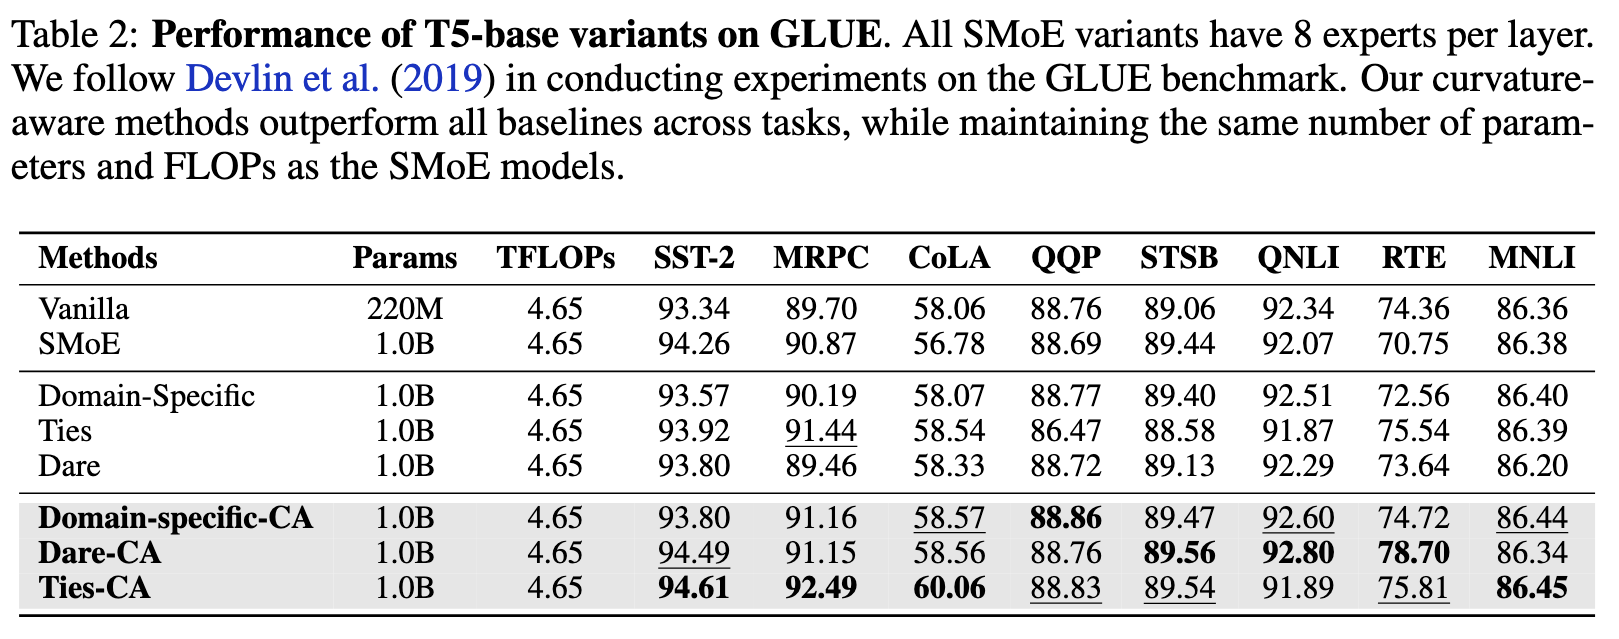 Table 2: Performance of T5-base variants on GLUE. All SMoE variants have 8 experts per layer.
We follow Devlin et al. (2019) in conducting experiments on the GLUE benchmark. Our curvature-
aware methods outperform all baselines across tasks, while maintaining the same number of param-
eters and FLOPs as the SMoE models.
Methods Params TFLOPs SST-2 MRPC CoLA QQP STSB QNLI RTE MNLI
Vanilla 220M 4.65 93.34 89.70 58.06 88.76 89.06 92.34 74.36 86.36
SMoE 1.0B 4.65 94.26 90.87 56.78 88.69 89.44 92.07 70.75 86.38
Domain-Specific 1.0B 4.65 93.57 90.19 58.07 88.77 89.40 92.51 72.56 86.40
Ties 1.0B 4.65 93.92 91.44 58.54 86.47 88.58 91.87 75.54 86.39
Dare 1.0B 4.65 93.80 89.46 58.33 88.72 89.13 92.29 73.64 86.20
Domain-specific-CA 1.0B 4.65 93.80 91.16 58.57 88.86 89.47 92.60 74.72 86.44
Dare-CA 1.0B 4.65 94.49 91.15 58.56 88.76 89.56 92.80 78.70 86.34
Ties-CA 1.0B 4.65 94.61 92.49 60.06 88.83 89.54 91.89 75.81 86.45